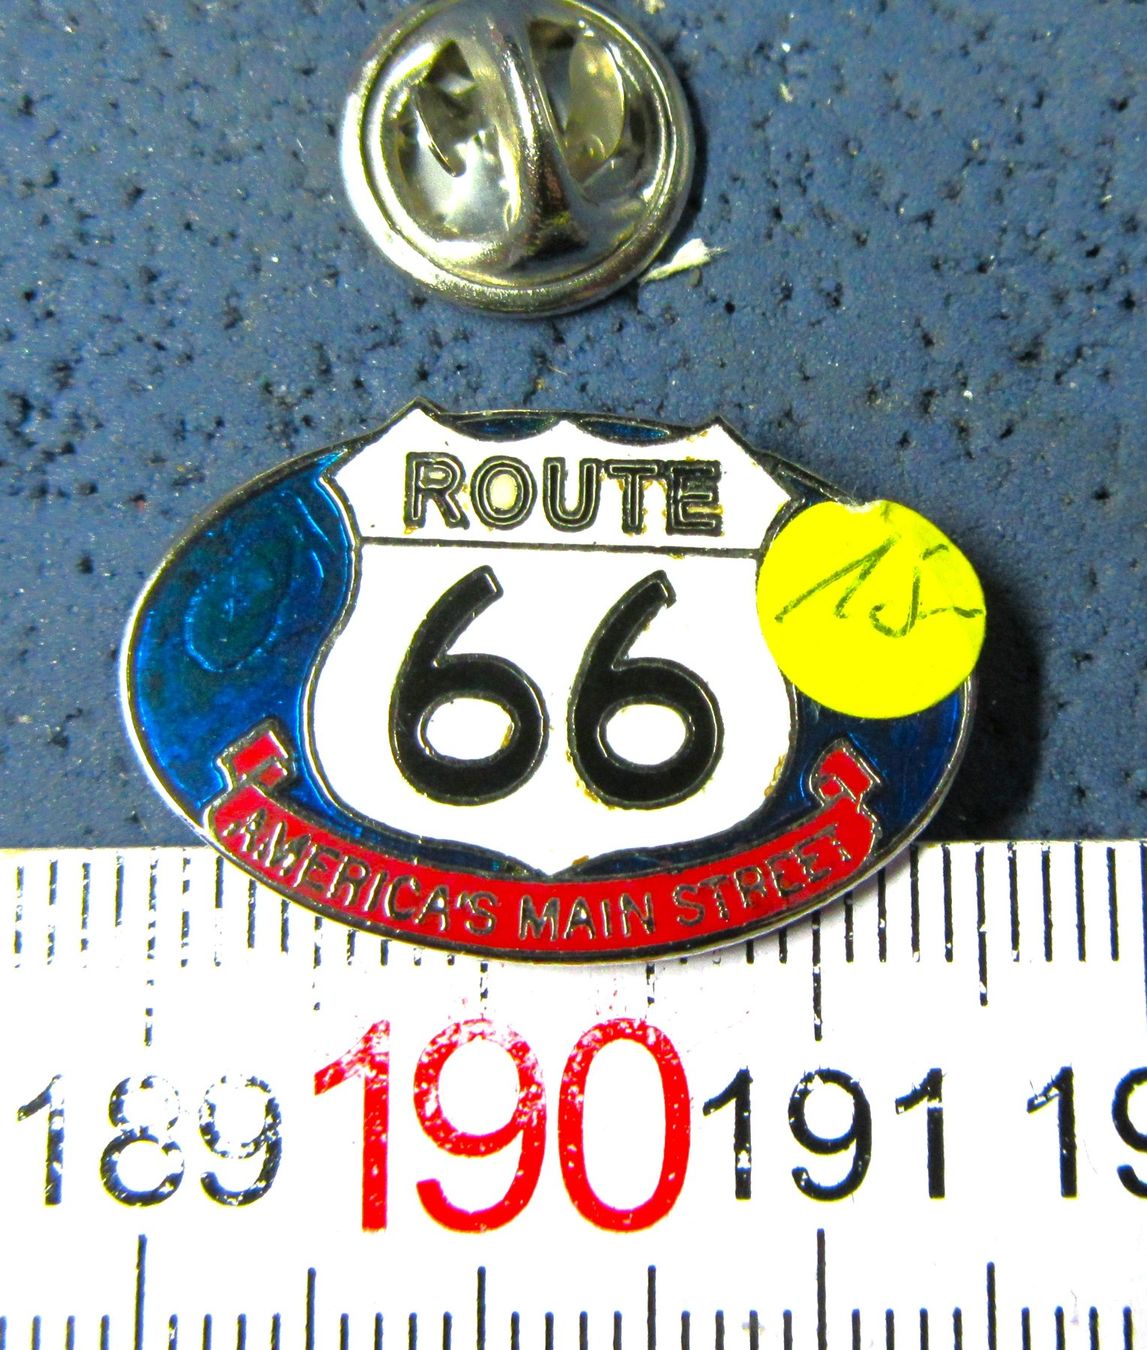 ROUTE
66
AMERICA'S MAIN STREET
189 190 191